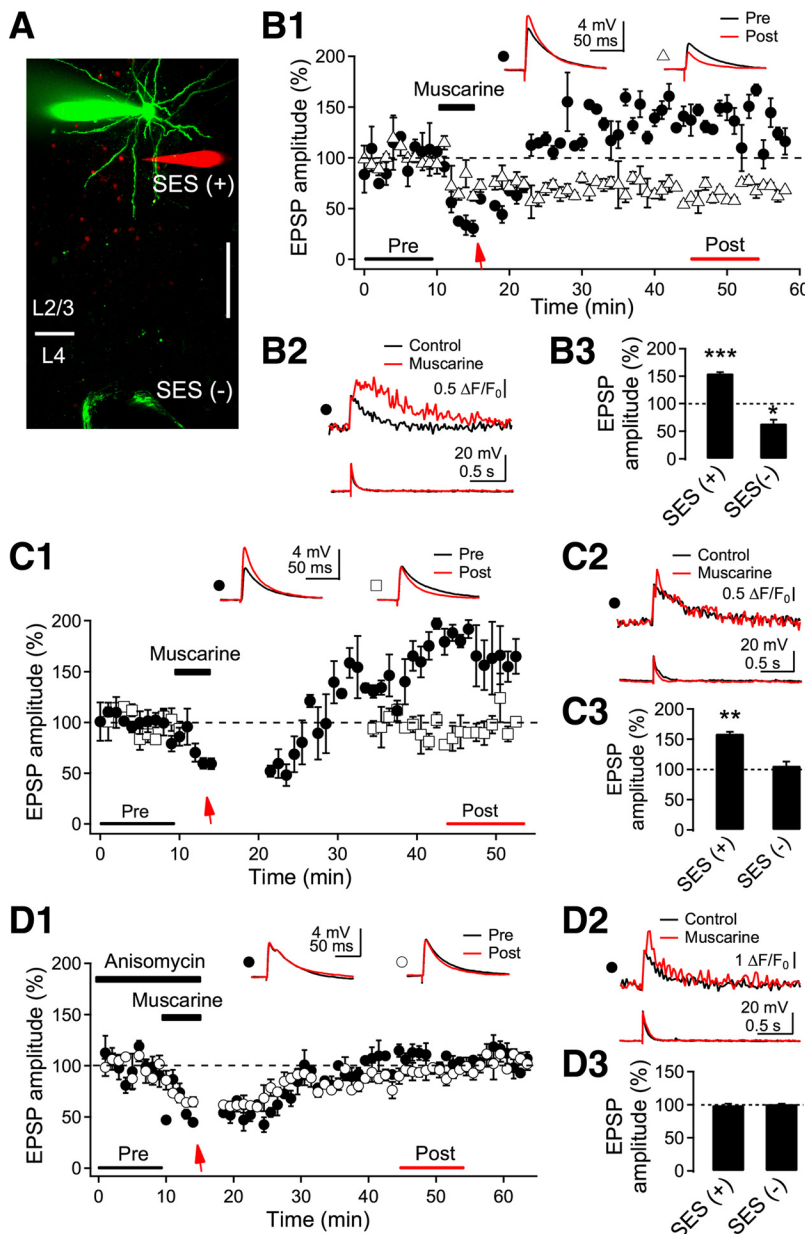 A
SES (+)
L2/3
L4
SES (-)
B1
4 mV
50 ms
Pre
Post
Muscarine
EPSP amplitude (%)
200
150
100
50
0
Pre
Post
0 10 20 30 40 50 60
Time (min)
B2
Control
Muscarine
0.5 ΔF/F0
20 mV
0.5 s
B3
EPSP
amplitude (%)
200
150
100
50
0
***
*
SES (+)
SES(-)
C1
4 mV
50 ms
Pre
Post
Muscarine
EPSP amplitude (%)
200
150
100
50
0
Pre
Post
0 10 20 30 40 50
Time (min)
C2
Control
Muscarine
0.5 ΔF/F0
20 mV
0.5 s
C3
EPSP
amplitude (%)
200
150
100
50
0
**
SES (+)
SES (-)
D1
4 mV
50 ms
Pre
Post
Anisomycin
Muscarine
EPSP amplitude (%)
200
150
100
50
0
Pre
Post
0 10 20 30 40 50 60
Time (min)
D2
Control
Muscarine
1 ΔF/F0
20 mV
0.5 s
D3
EPSP
amplitude (%)
150
100
50
0
SES (+)
SES (-)